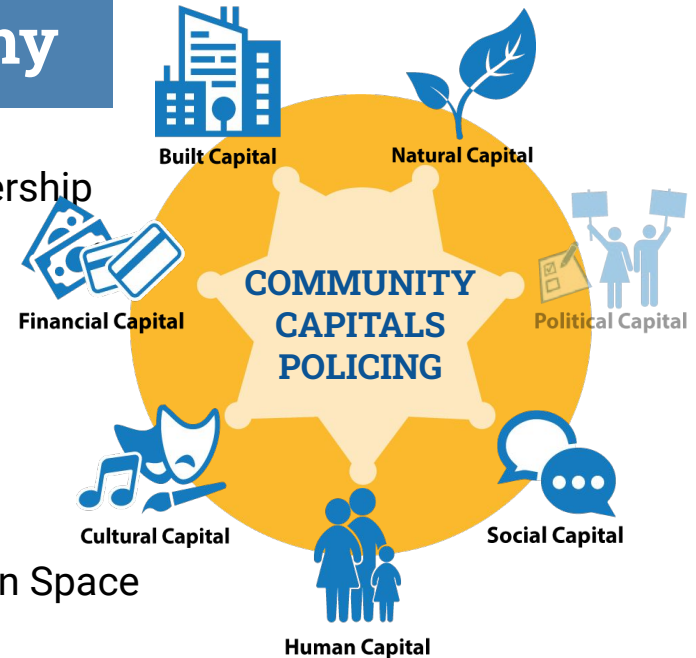 ny
ership
n Space
Built Capital
Natural Capital
Financial Capital
Political Capital
COMMUNITY
CAPITALS
POLICING
Cultural Capital
Social Capital
Human Capital